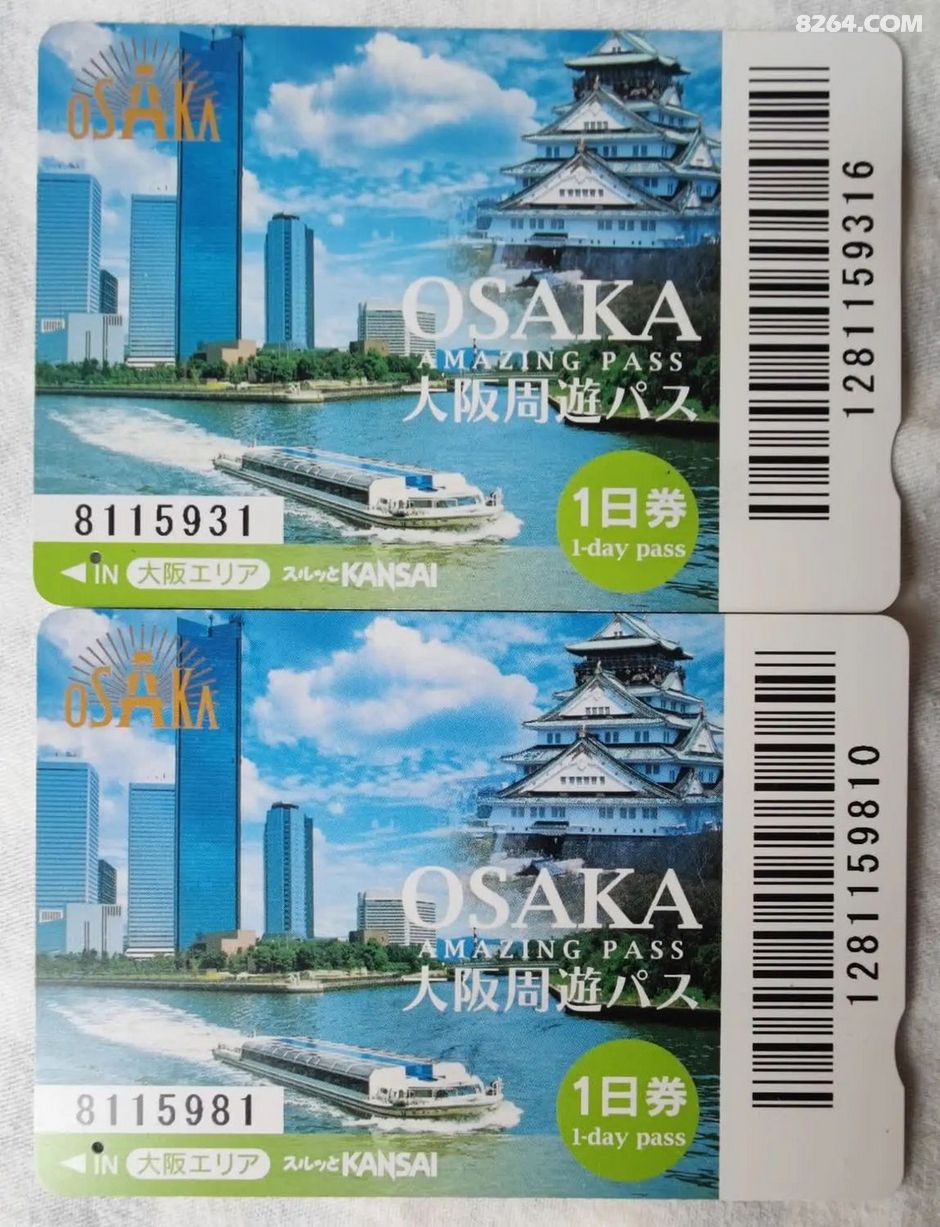 8264.COM
OSAKA
OSAKA
AMAZING PASS
大阪周遊パス
1日券
1-day pass
8115931
◀IN 大阪エリア スルッとKANSAI
128115931 6
OSAKA
OSAKA
AMAZING PASS
大阪周遊パス
1日券
1-day pass
8115981
◀IN 大阪エリア スルッとKANSAI
1281159810